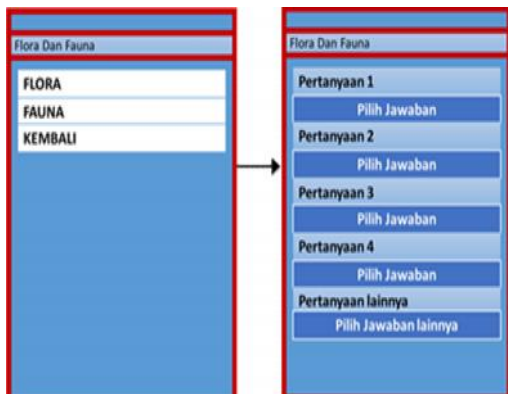 Flora Dan Fauna
FLORA
FAUNA
KEMBALI
Flora Dan Fauna
Pertanyaan 1
Pilih Jawaban
Pertanyaan 2
Pilih Jawaban
Pertanyaan 3
Pilih Jawaban
Pertanyaan 4
Pilih Jawaban
Pertanyaan lainnya
Pilih Jawaban lainnya